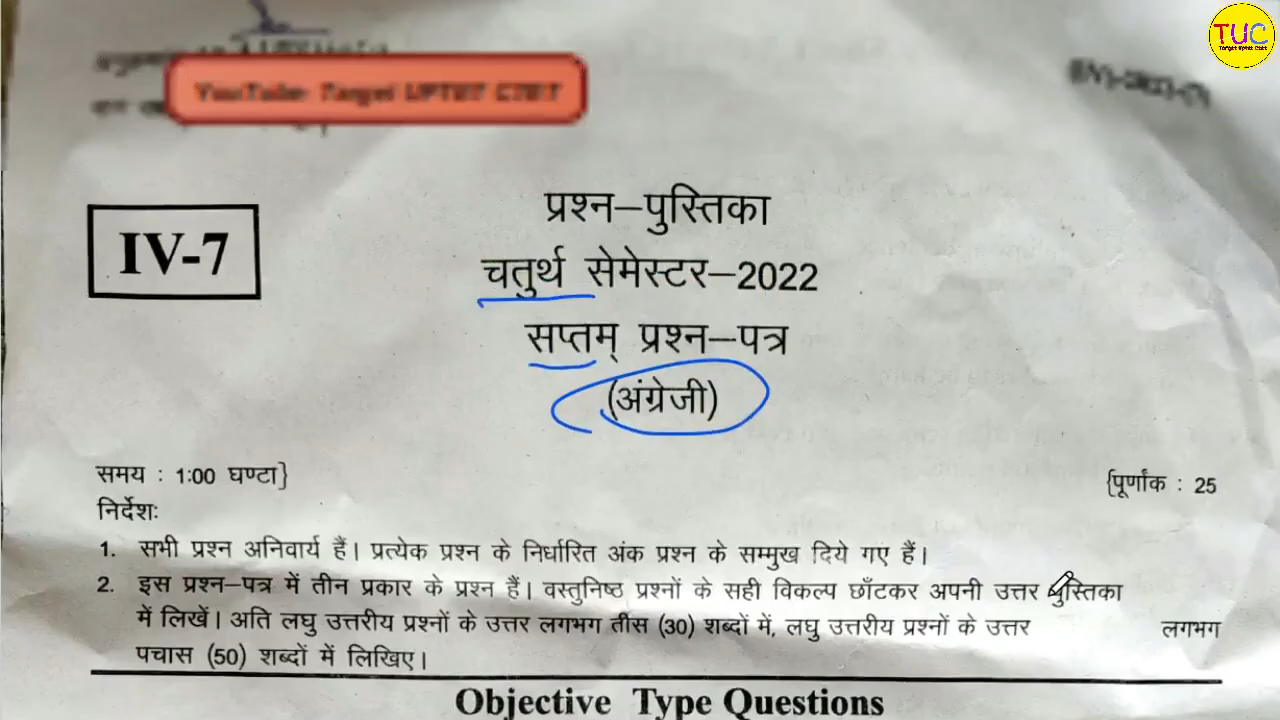 TUC
Target Uptet Ctet
YouTube- Target UPTET CTET
IV-7
प्रश्न–पुस्तिका
चतुर्थ सेमेस्टर–2022
सप्तम् प्रश्न–पत्र
(अंग्रेजी)
समय : 1:00 घण्टा} {पूर्णांक : 25
निर्देशः
1. सभी प्रश्न अनिवार्य हैं। प्रत्येक प्रश्न के निर्धारित अंक प्रश्न के सम्मुख दिये गए हैं।
2. इस प्रश्न–पत्र में तीन प्रकार के प्रश्न हैं। वस्तुनिष्ठ प्रश्नों के सही विकल्प छाँटकर अपनी उत्तर पुस्तिका
में लिखें। अति लघु उत्तरीय प्रश्नों के उत्तर लगभग तीस (30) शब्दों में, लघु उत्तरीय प्रश्नों के उत्तर लगभग
पचास (50) शब्दों में लिखिए।
Objective Type Questions